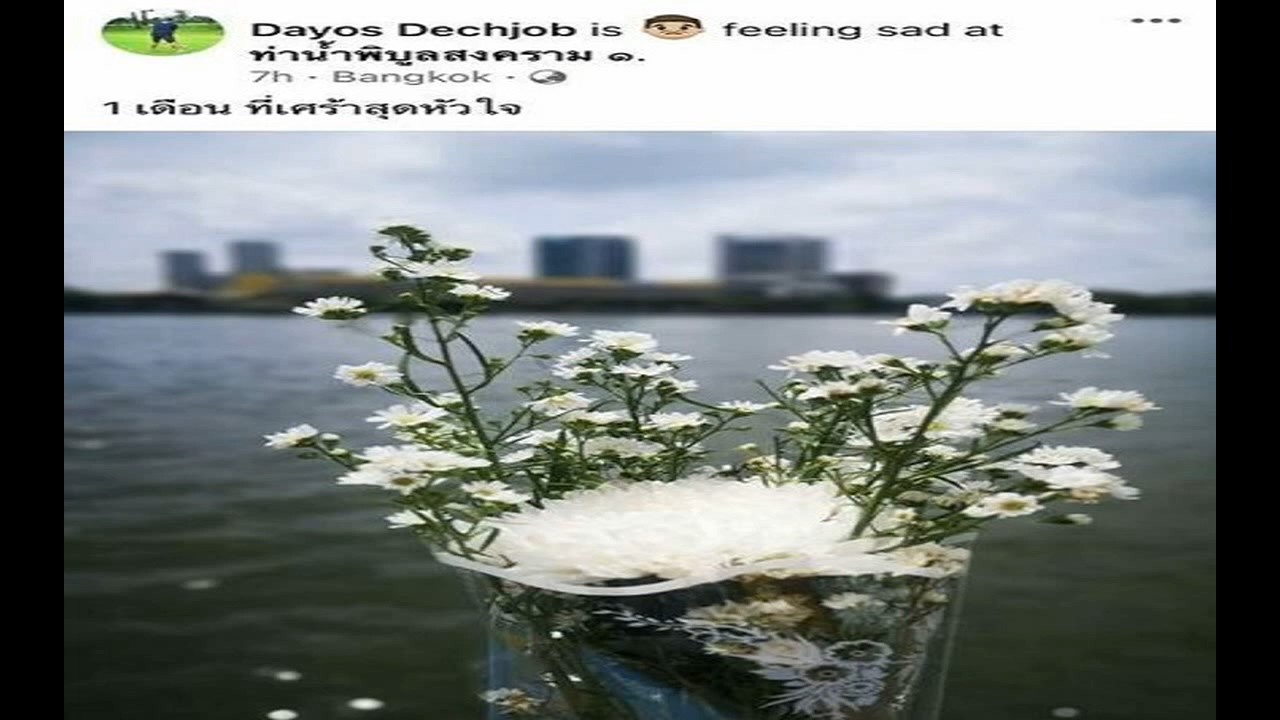 Dayos Dechjob is feeling sad at
ท่าน้ำพิบูลสงคราม ๑.
7h · Bangkok ·
1 เดือน ที่เศร้าสุดหัวใจ